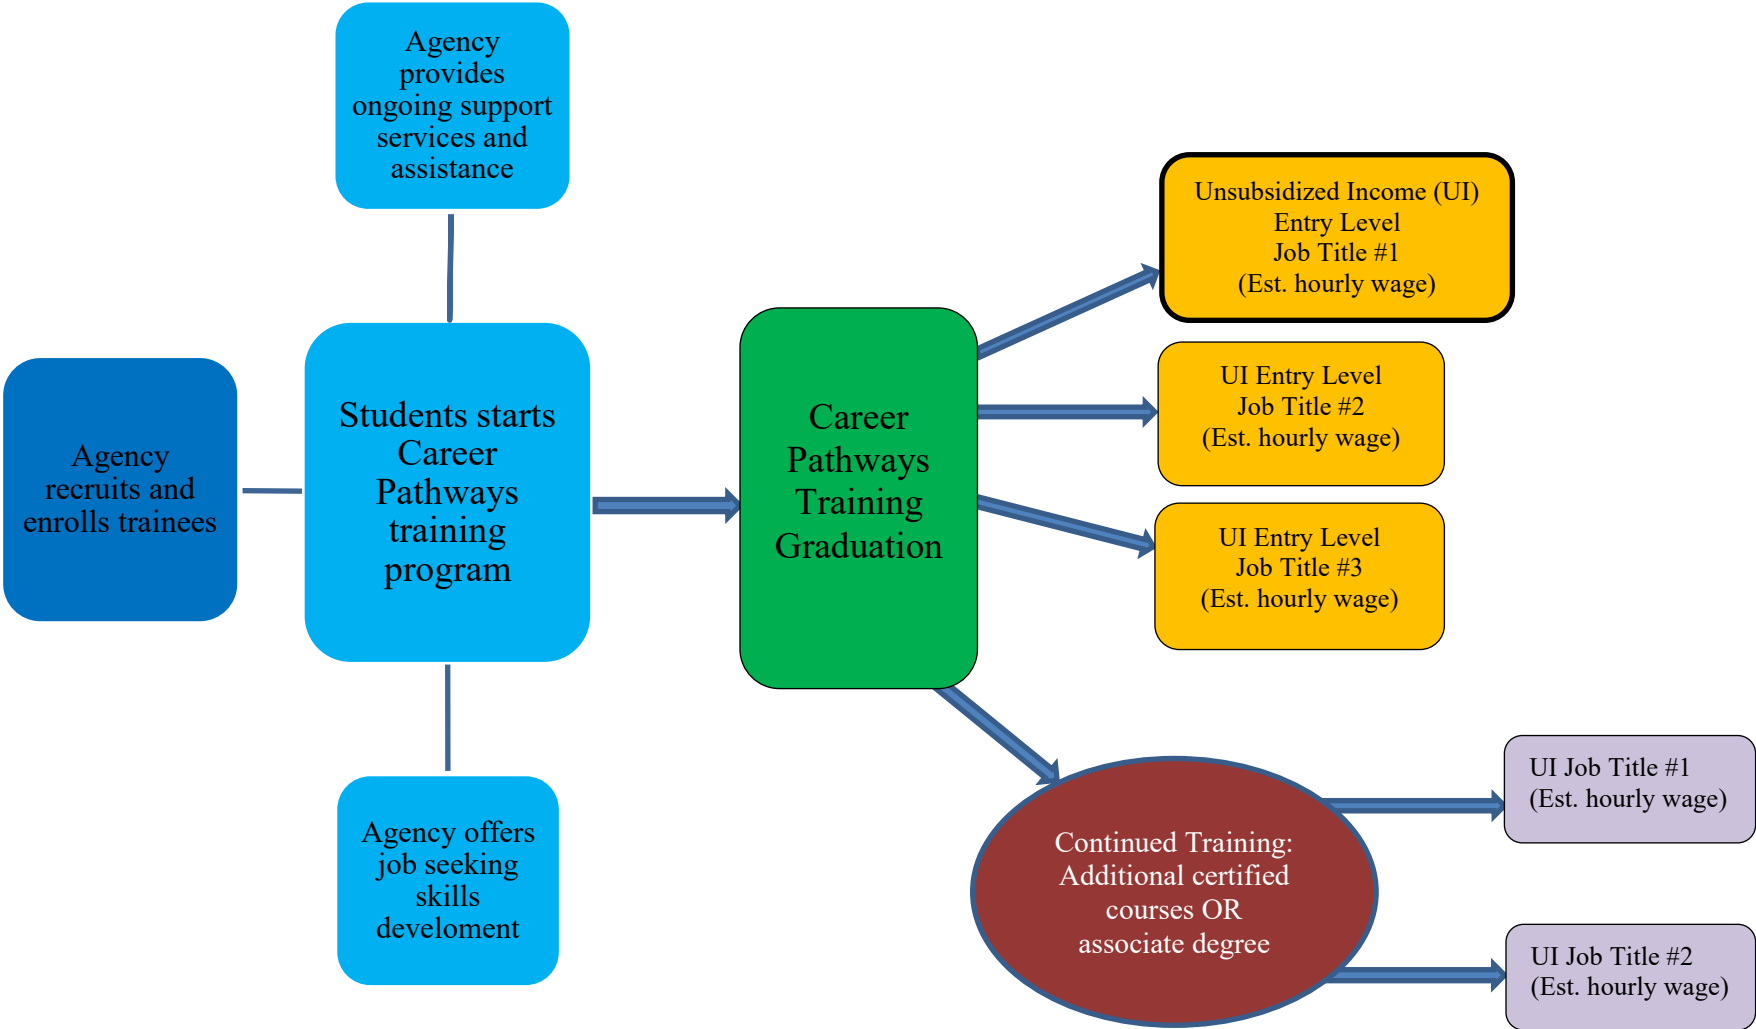 Agency
provides
ongoing support
services and
assistance
Agency
recruits and
enrolls trainees
Students starts
Career
Pathways
training
program
Agency offers
job seeking
skills
develoment
Career
Pathways
Training
Graduation
Unsubsidized Income (UI)
Entry Level
Job Title #1
(Est. hourly wage)
UI Entry Level
Job Title #2
(Est. hourly wage)
UI Entry Level
Job Title #3
(Est. hourly wage)
Continued Training:
Additional certified
courses OR
associate degree
UI Job Title #1
(Est. hourly wage)
UI Job Title #2
(Est. hourly wage)